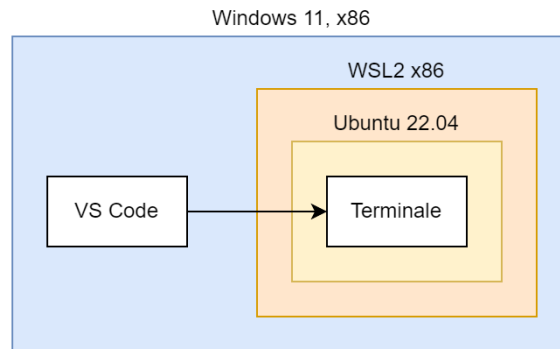 Windows 11, x86
WSL2 x86
Ubuntu 22.04
VS Code
Terminale